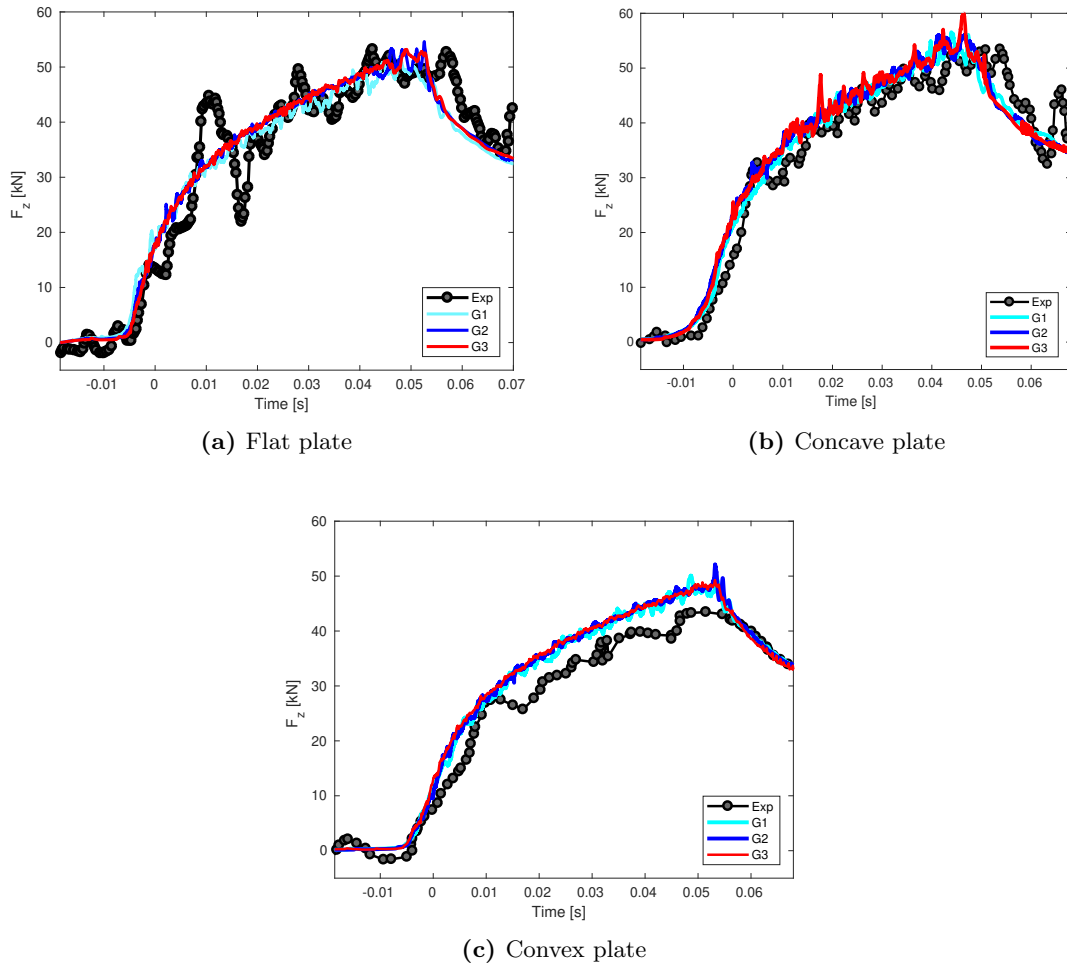 60
50
40
30
20
10
0
F_z [kN]
-0.01 0 0.01 0.02 0.03 0.04 0.05 0.06 0.07
Time [s]
Exp
G1
G2
G3
(a) Flat plate
60
50
40
30
20
10
0
F_z [kN]
-0.01 0 0.01 0.02 0.03 0.04 0.05 0.06
Time [s]
Exp
G1
G2
G3
(b) Concave plate
60
50
40
30
20
10
0
F_z [kN]
-0.01 0 0.01 0.02 0.03 0.04 0.05 0.06
Time [s]
Exp
G1
G2
G3
(c) Convex plate